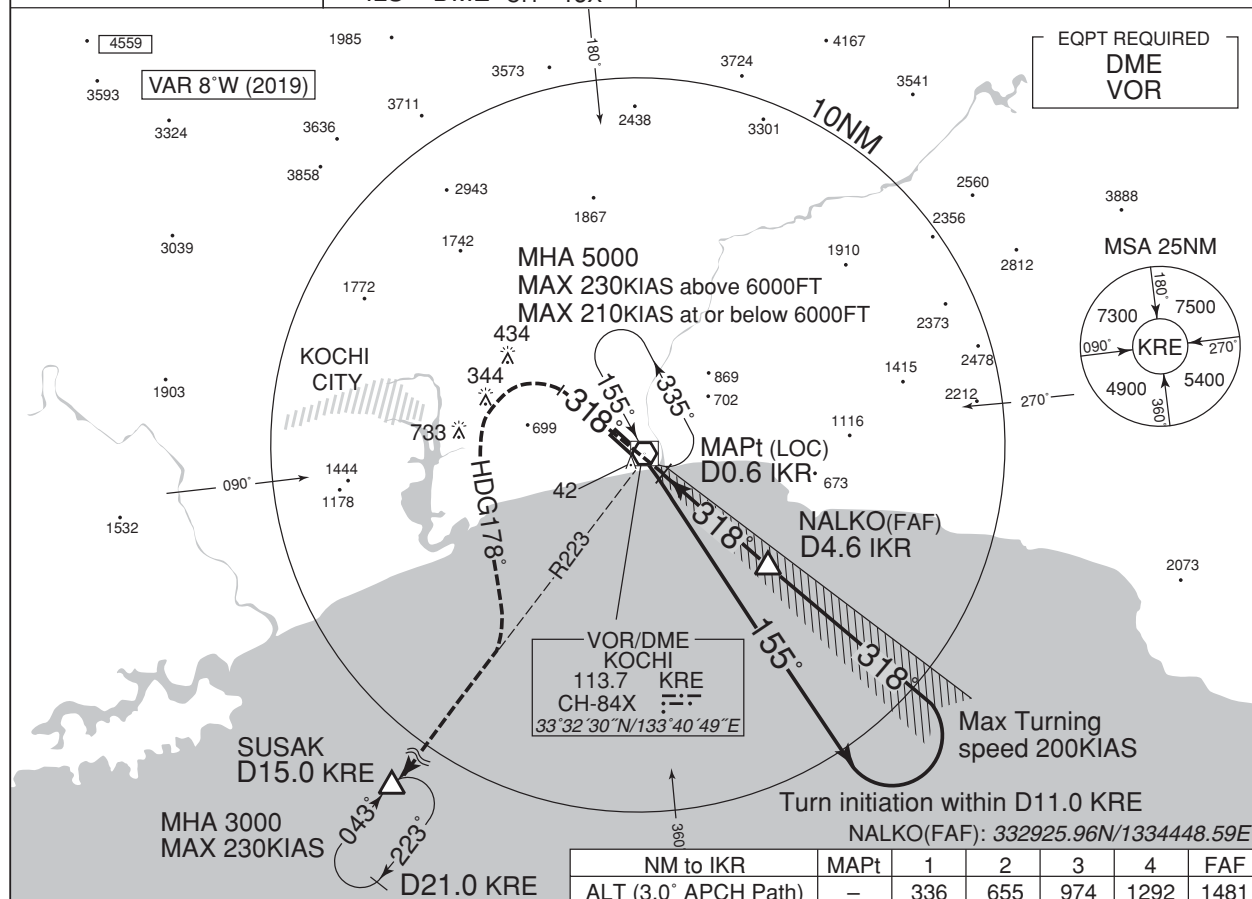 4559
1985
4167
EQPT REQUIRED
DME
VOR
3593
VAR 8°W (2019)
3573
180°
3724
3541
3711
3324
3636
2438
3301
10NM
3858
2943
2560
3888
1867
2356
3039
1742
MHA 5000
MAX 230KIAS above 6000FT
MAX 210KIAS at or below 6000FT
1910
2812
MSA 25NM
180°
7300
7500
090°
KRE
270°
4900
5400
360°
1772
2373
434
KOCHI
CITY
344
1903
155°
335°
869
702
1415
2478
2212
270°
318°
733
699
1116
MAPt (LOC)
D0.6 IKR
673
090°
1444
1178
42
1532
HDG178°
R223
318°
NALKO(FAF)
D4.6 IKR
2073
VOR/DME
KOCHI
113.7 KRE
CH-84X
33°32′30″N/133°40′49″E
155°
318°
Max Turning
speed 200KIAS
SUSAK
D15.0 KRE
Turn initiation within D11.0 KRE
MHA 3000
MAX 230KIAS
043°
223°
360
NALKO(FAF): 332925.96N/1334448.59E
D21.0 KRE
NM to IKR MAPt 1 2 3 4 FAF
ALT (3.0° APCH Path) – 336 655 974 1292 1481